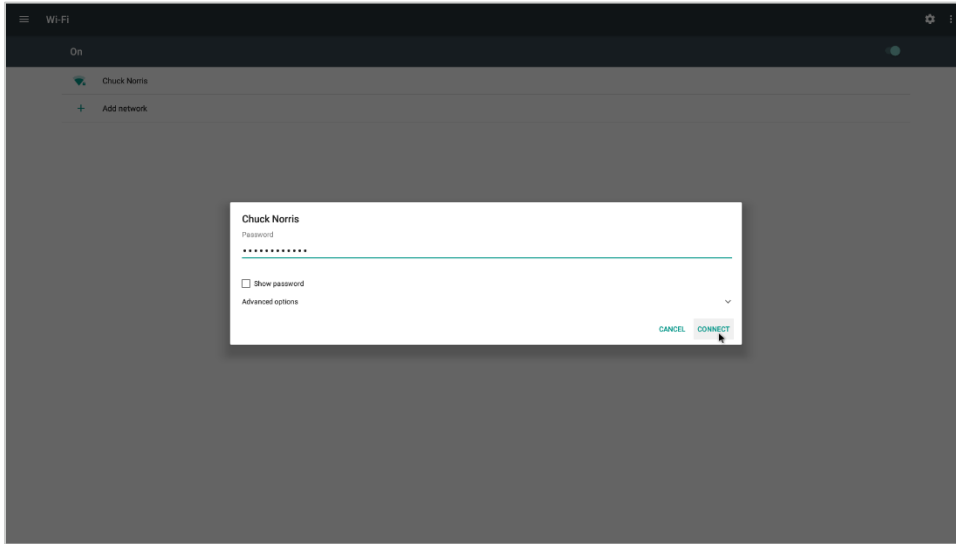 Wi-Fi
On
Chuck Norris
Add network
Chuck Norris
Password
••••••••••••
Show password
Advanced options
CANCEL CONNECT